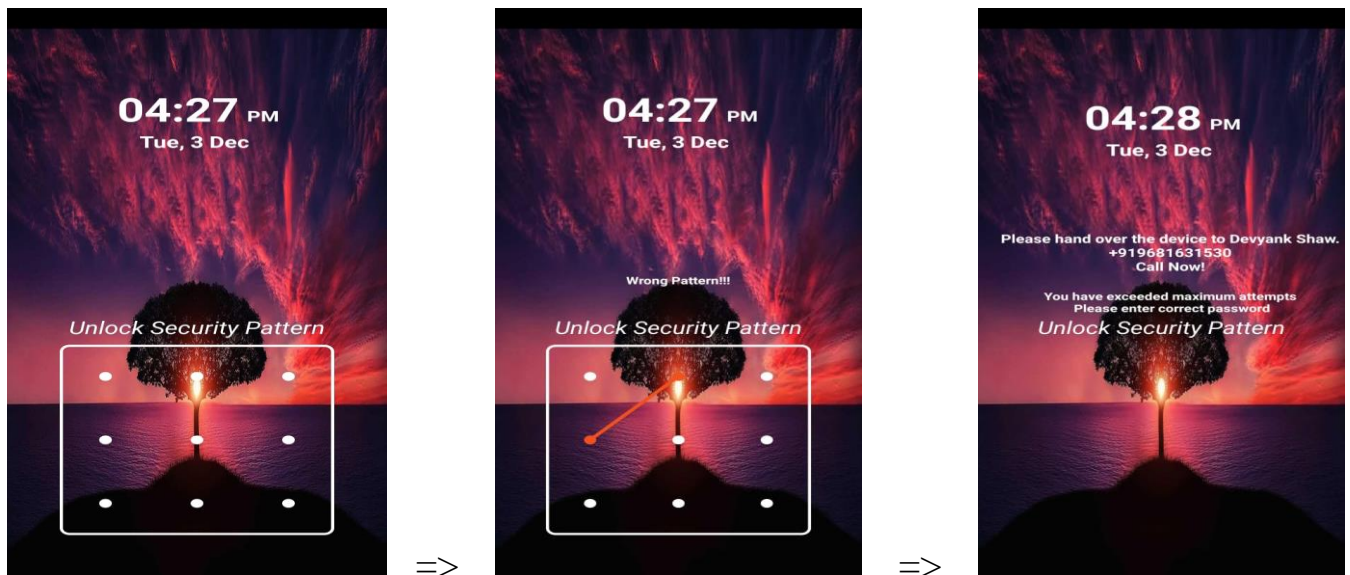 04:27 PM
Tue, 3 Dec
Unlock Security Pattern
=>
04:27 PM
Tue, 3 Dec
Wrong Pattern!!!
Unlock Security Pattern
=>
04:28 PM
Tue, 3 Dec
Please hand over the device to Devyank Shaw.
+919681631530
Call Now!
You have exceeded maximum attempts
Please enter correct password
Unlock Security Pattern